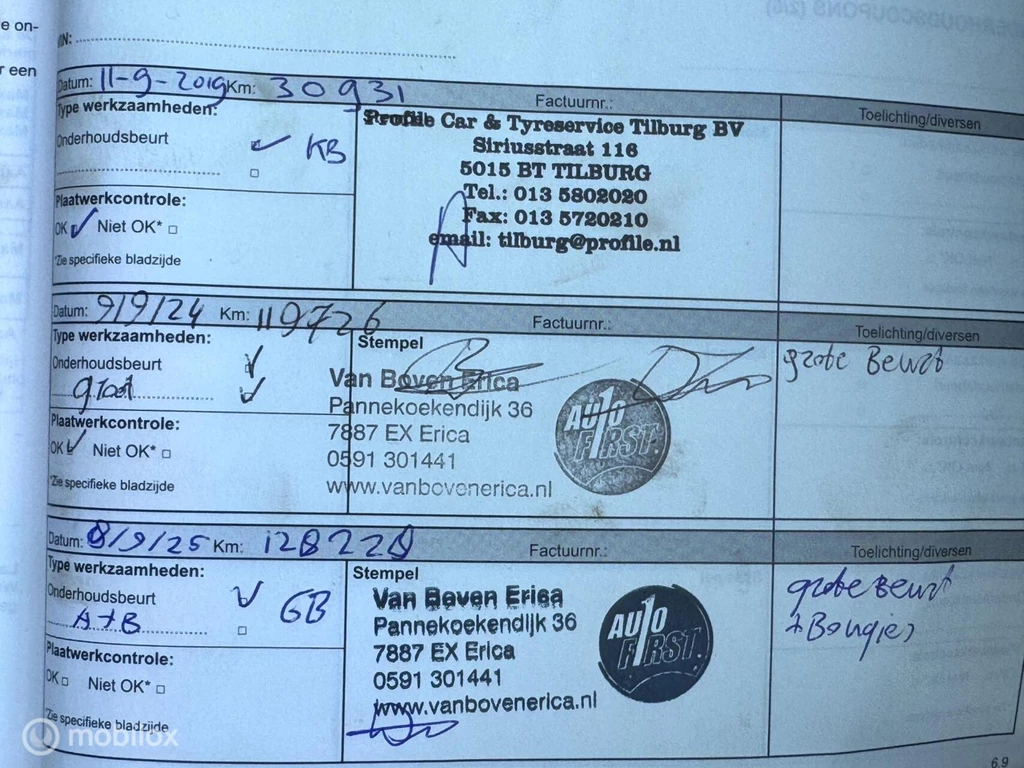 e on-
r een
VIN:
Datum: 11-9-2019 Km: 30931
Factuurnr.:
Toelichting/diversen
Type werkzaamheden:
Onderhoudsbeurt
KB
Plaatwerkcontrole:
OK Niet OK*
*Zie specifieke bladzijde
Profile Car & Tyreservice Tilburg BV
Siriusstraat 116
5015 BT TILBURG
Tel.: 013 5802020
Fax: 013 5720210
email: tilburg@profile.nl
Datum: 9/9/24 Km: 119726
Factuurnr.:
Toelichting/diversen
Type werkzaamheden:
Onderhoudsbeurt
groot
Plaatwerkcontrole:
OK Niet OK*
*Zie specifieke bladzijde
Stempel
Van Boven Erica
Pannekoekendijk 36
7887 EX Erica
0591 301441
www.vanbovenerica.nl
AUTO
FIRST.
grote Beurt
Datum: 8/9/25 Km: 128228
Factuurnr.:
Toelichting/diversen
Type werkzaamheden:
Onderhoudsbeurt
A+B
GB
Plaatwerkcontrole:
OK Niet OK*
*Zie specifieke bladzijde
Stempel
Van Boven Erica
Pannekoekendijk 36
7887 EX Erica
0591 301441
www.vanbovenerica.nl
AUTO
FIRST.
grote Beurt
+ Bougies
mobilox
6.9